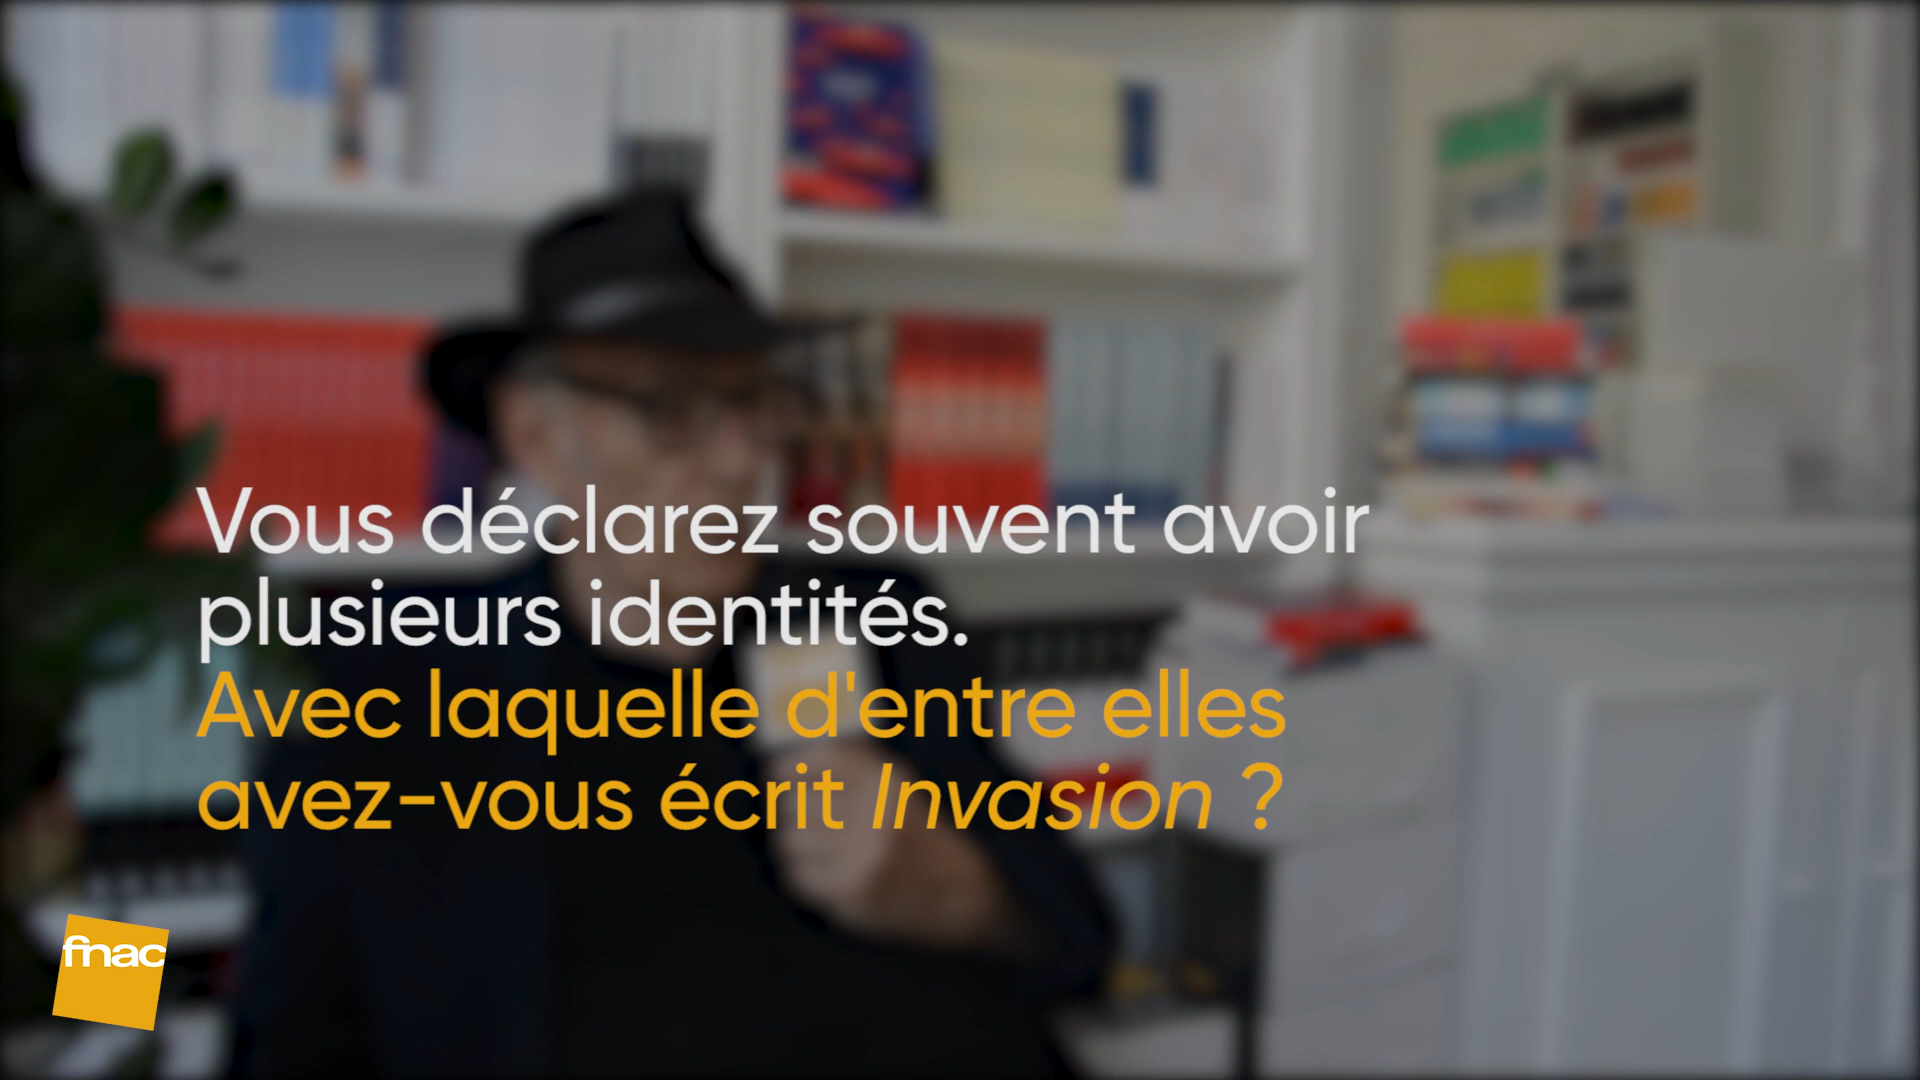 Vous déclarez souvent avoir
plusieurs identités.
Avec laquelle d'entre elles
avez-vous écrit Invasion ?
fnac